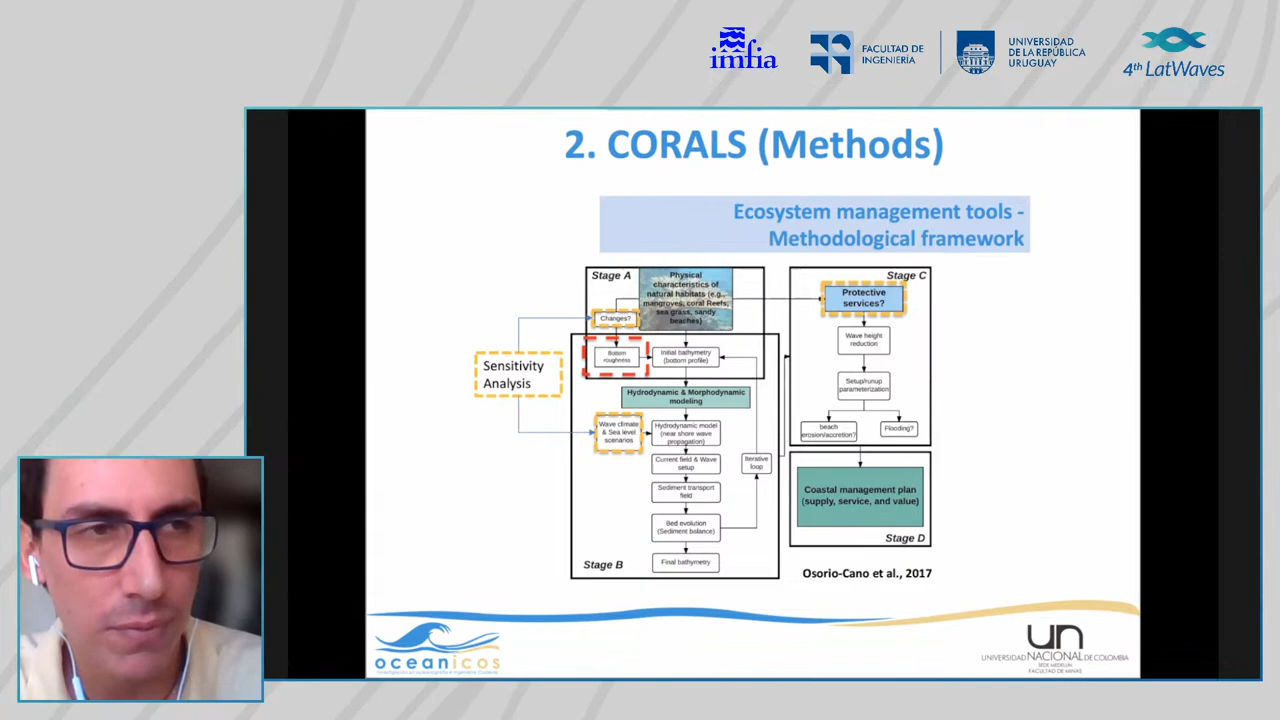 imfia
FACULTAD DE
INGENIERÍA
UNIVERSIDAD
DE LA REPÚBLICA
URUGUAY
4th LatWaves
2. CORALS (Methods)
Ecosystem management tools -
Methodological framework
Stage A
Physical
characteristics of
natural habitats (e.g.,
mangroves, coral Reefs,
sea grass, sandy
beaches)
Changes?
Bottom
roughness
Initial bathymetry
(bottom profile)
Sensitivity
Analysis
Hydrodynamic & Morphodynamic
modeling
Wave climate
& Sea level
scenarios
Hydrodynamic model
(near shore wave
propagation)
Current field & Wave
setup
Iterative
loop
Sediment transport
field
Bed evolution
(Sediment balance)
Final bathymetry
Stage B
Stage C
Protective
services?
Wave height
reduction
Setup/runup
parameterization
beach
erosion/accretion?
Flooding?
Coastal management plan
(supply, service, and value)
Stage D
Osorio-Cano et al., 2017
oceanicos
un
UNIVERSIDAD NACIONAL DE COLOMBIA
SEDE MEDELLÍN
FACULTAD DE MINAS